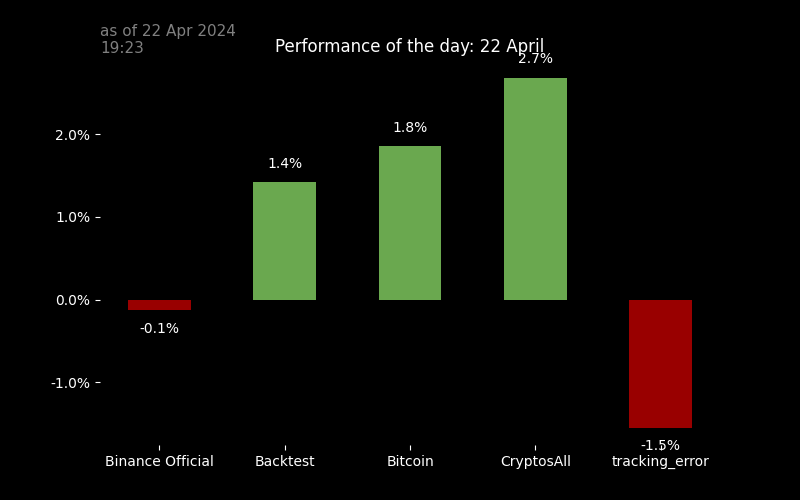 as of 22 Apr 2024
19:23
Performance of the day: 22 April
2.7%
2.0%
1.8%
1.4%
1.0%
0.0%
-0.1%
-1.0%
-1.5%
Binance Official
Backtest
Bitcoin
CryptosAll
tracking_error